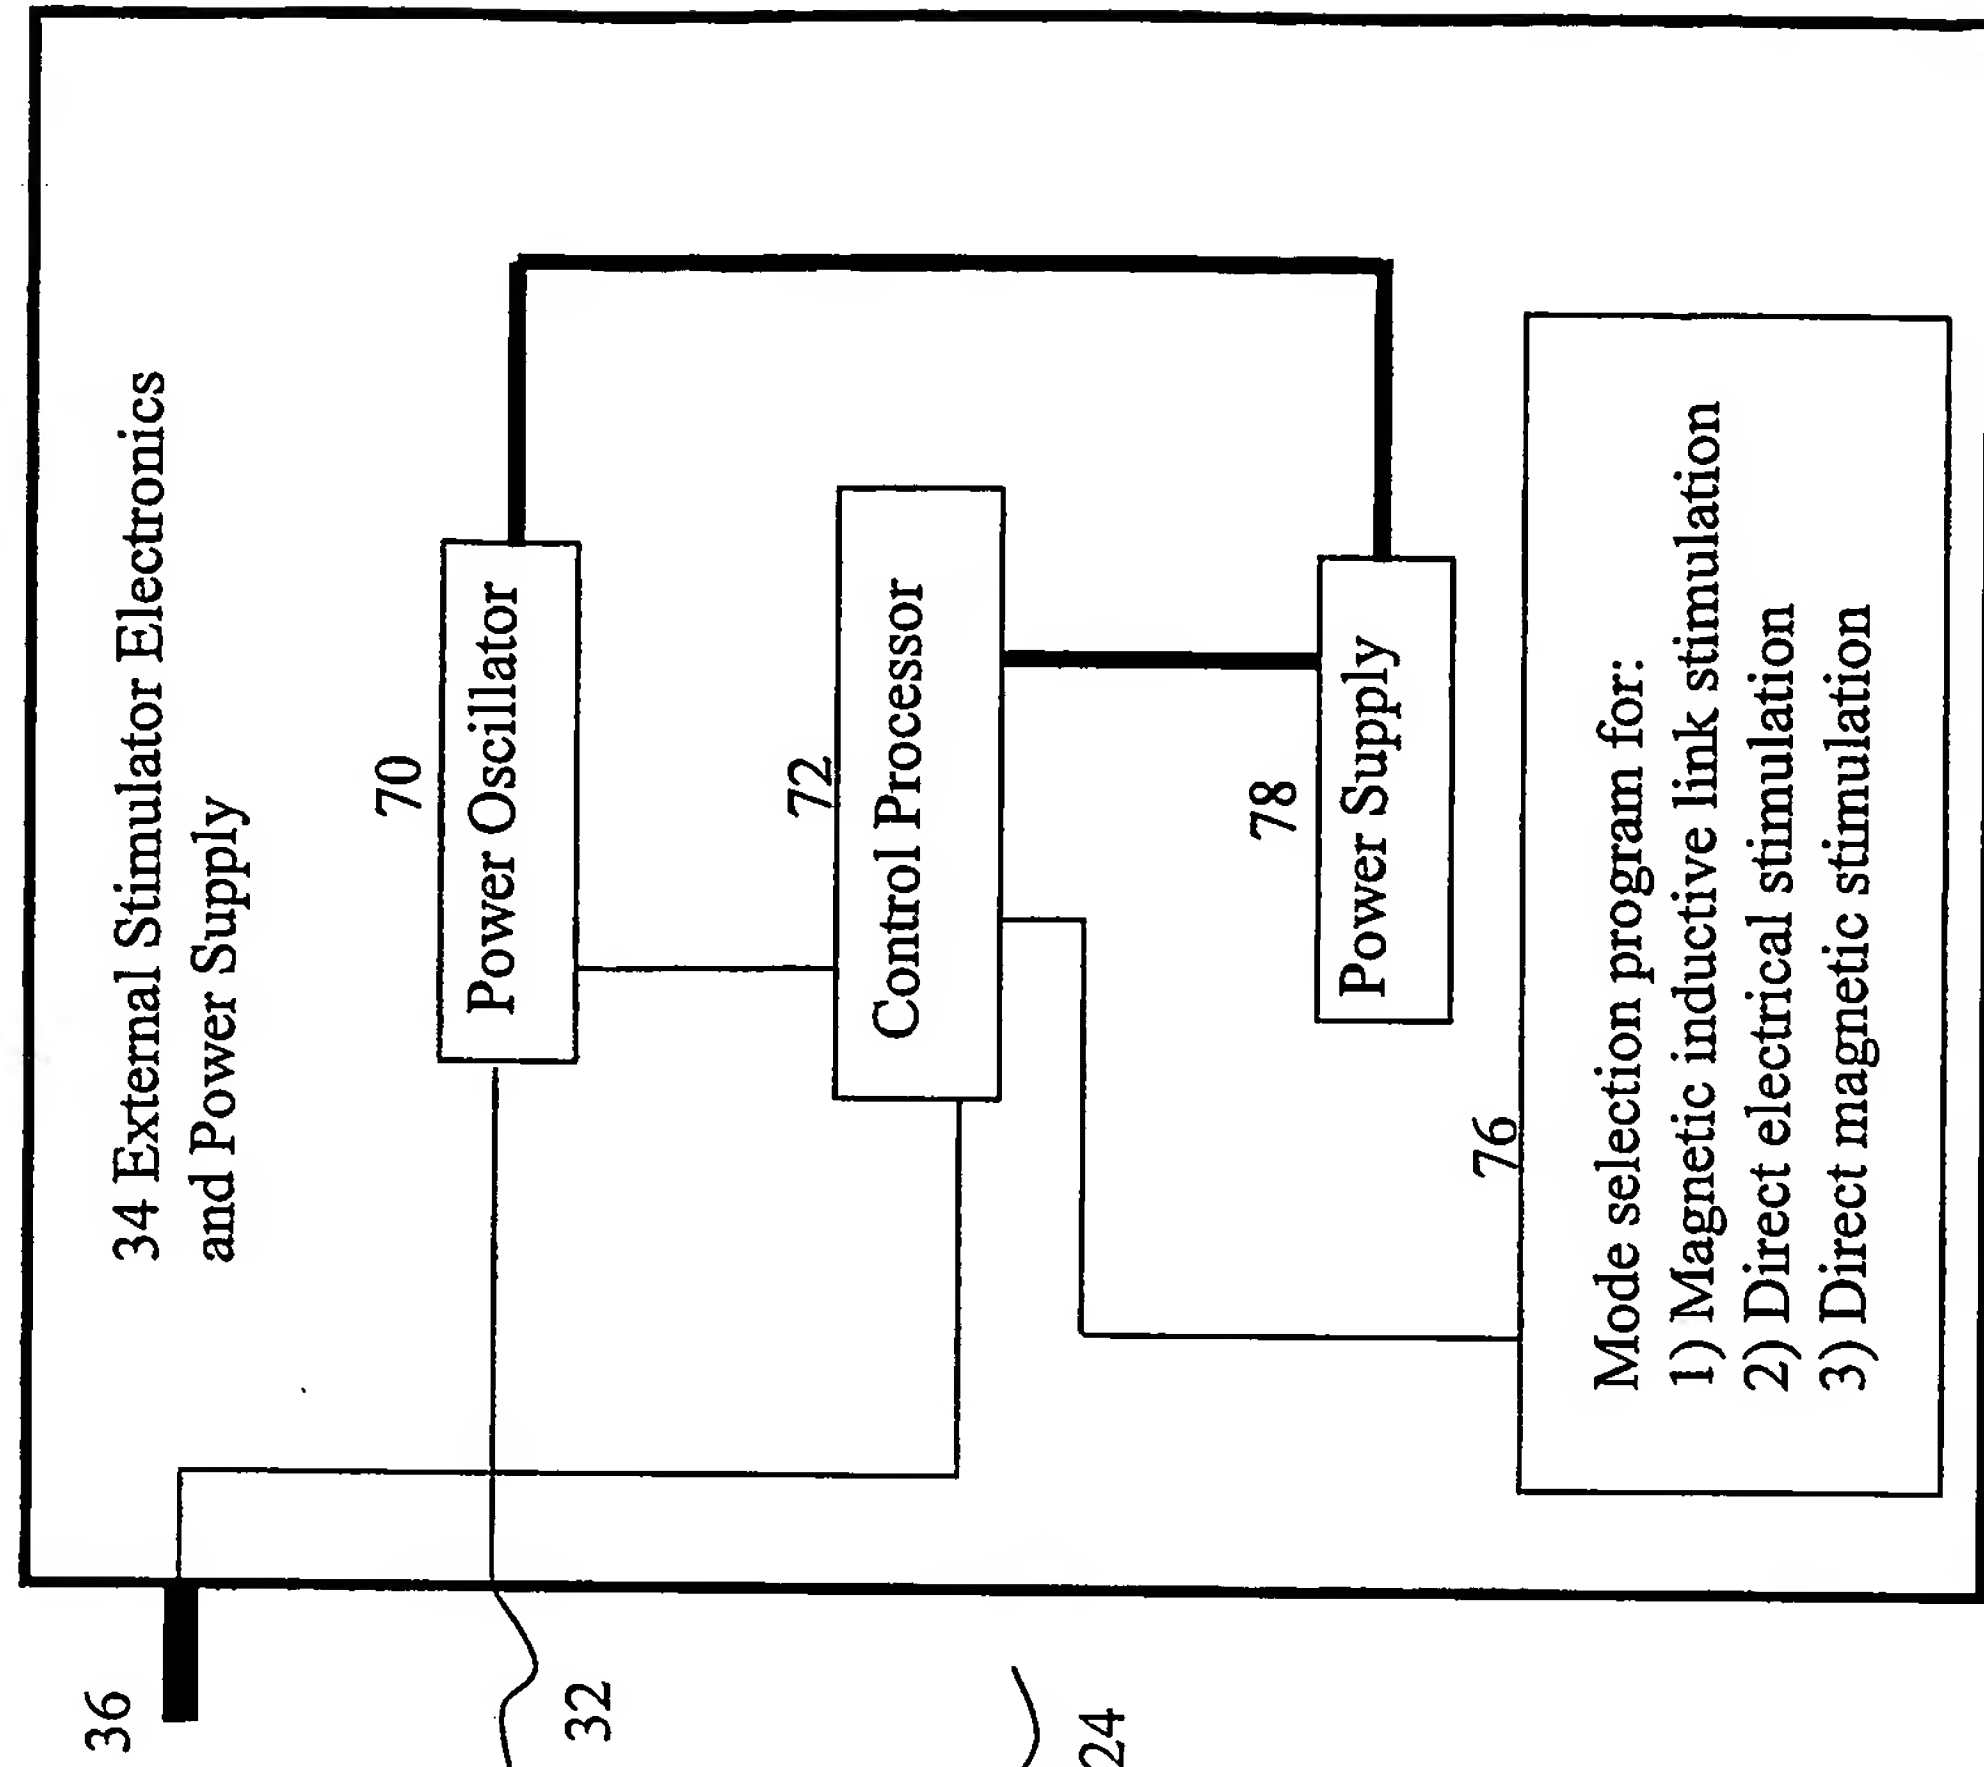 34 External Stimulator Electronics
and Power Supply
70
Power Oscillator
72
Control Processor
78
Power Supply
76
Mode selection program for:
1) Magnetic inductive link stimulation
2) Direct electrical stimulation
3) Direct magnetic stimulation
36
32
24